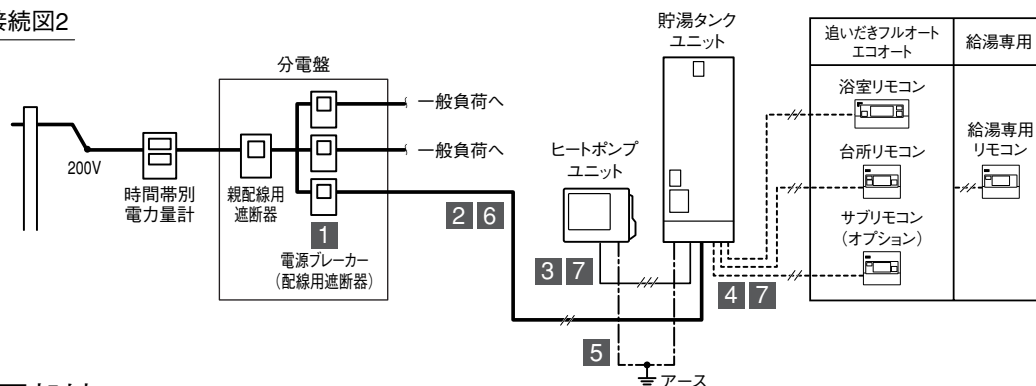 接続図2
分電盤
200V
時間帯別
電力量計
親配線用
遮断器
一般負荷へ
一般負荷へ
1
電源ブレーカー
（配線用遮断器）
2 6
ヒートポンプ
ユニット
貯湯タンク
ユニット
3 7
4 7
5
アース
追いだきフルオート
エコオート
給湯専用
浴室リモコン
台所リモコン
サブリモコン
（オプション）
給湯専用
リモコン